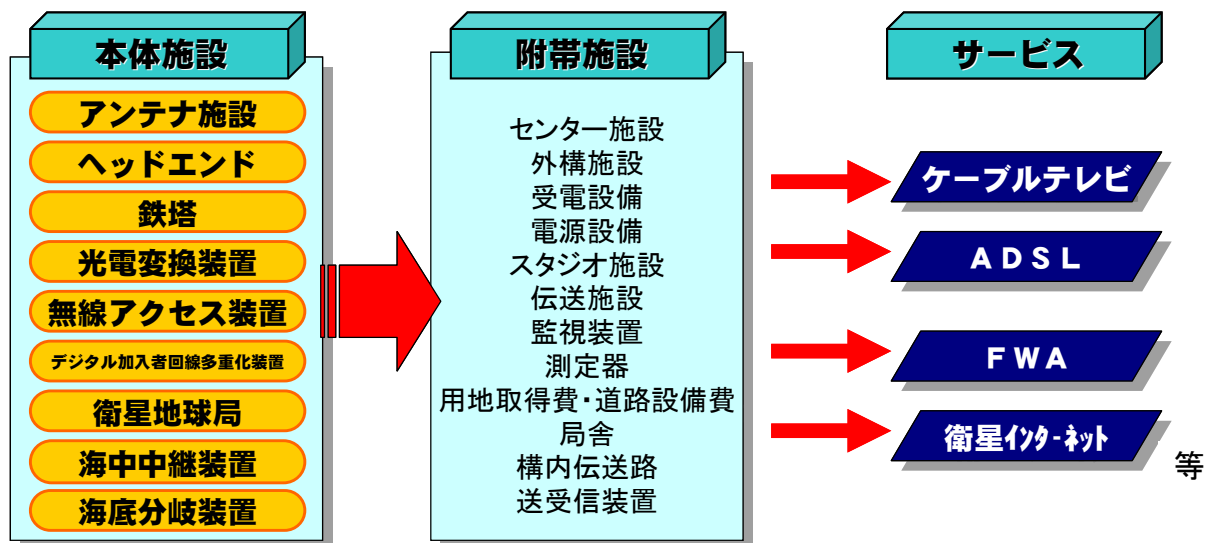 本体施設
アンテナ施設
ヘッドエンド
鉄塔
光電変換装置
無線アクセス装置
デジタル加入者回線多重化装置
衛星地球局
海中中継装置
海底分岐装置
附帯施設
センター施設
外構施設
受電設備
電源設備
スタジオ施設
伝送施設
監視装置
測定器
用地取得費・道路設備費
局舎
構内伝送路
送受信装置
サービス
ケーブルテレビ
ＡＤＳＬ
ＦＷＡ
衛星ｲﾝﾀｰﾈｯﾄ
等